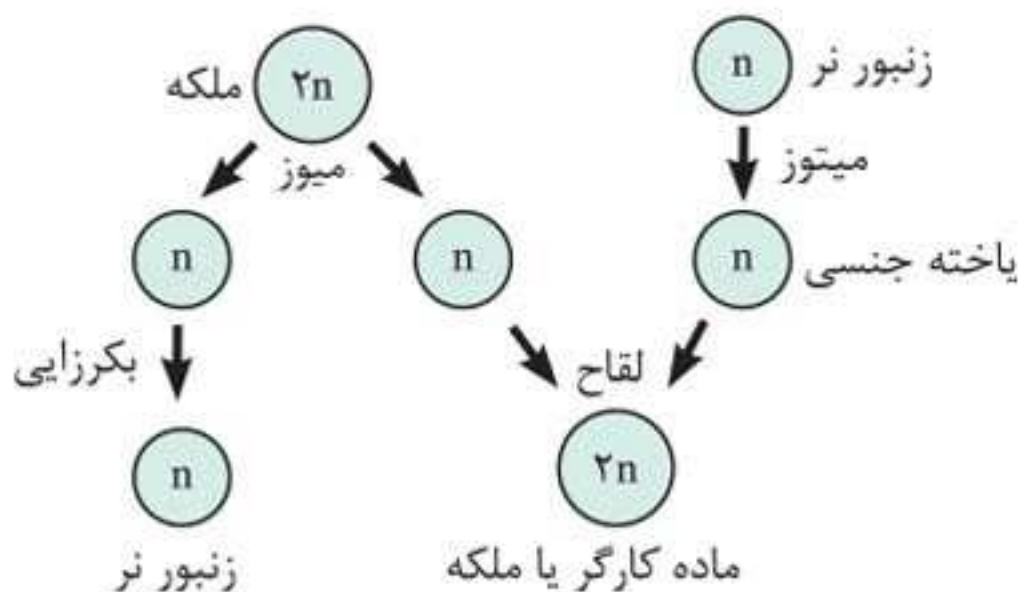 زنبور نر n
ملکه ۲n
میتوز
میوز
یاخته جنسی n
n
n
لقاح
بکرزایی
۲n
n
ماده کارگر یا ملکه
زنبور نر